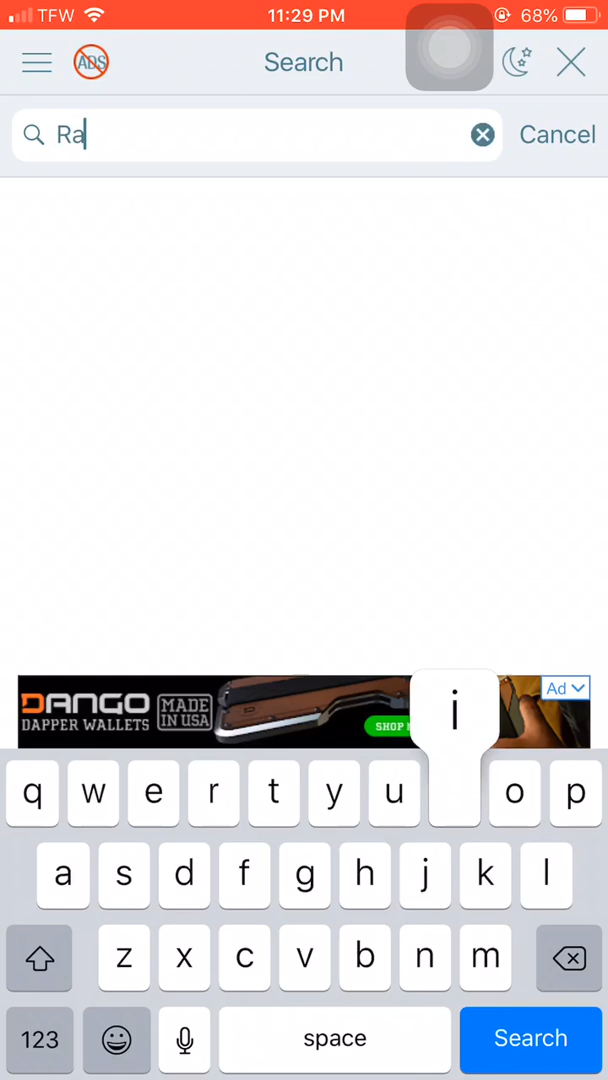 TFW 11:29 PM 68%
ADS Search
Ra Cancel
DANGO
DAPPER WALLETS
MADE
IN USA
SHOP
Ad
i
q w e r t y u o p
a s d f g h j k l
z x c v b n m
123 space Search